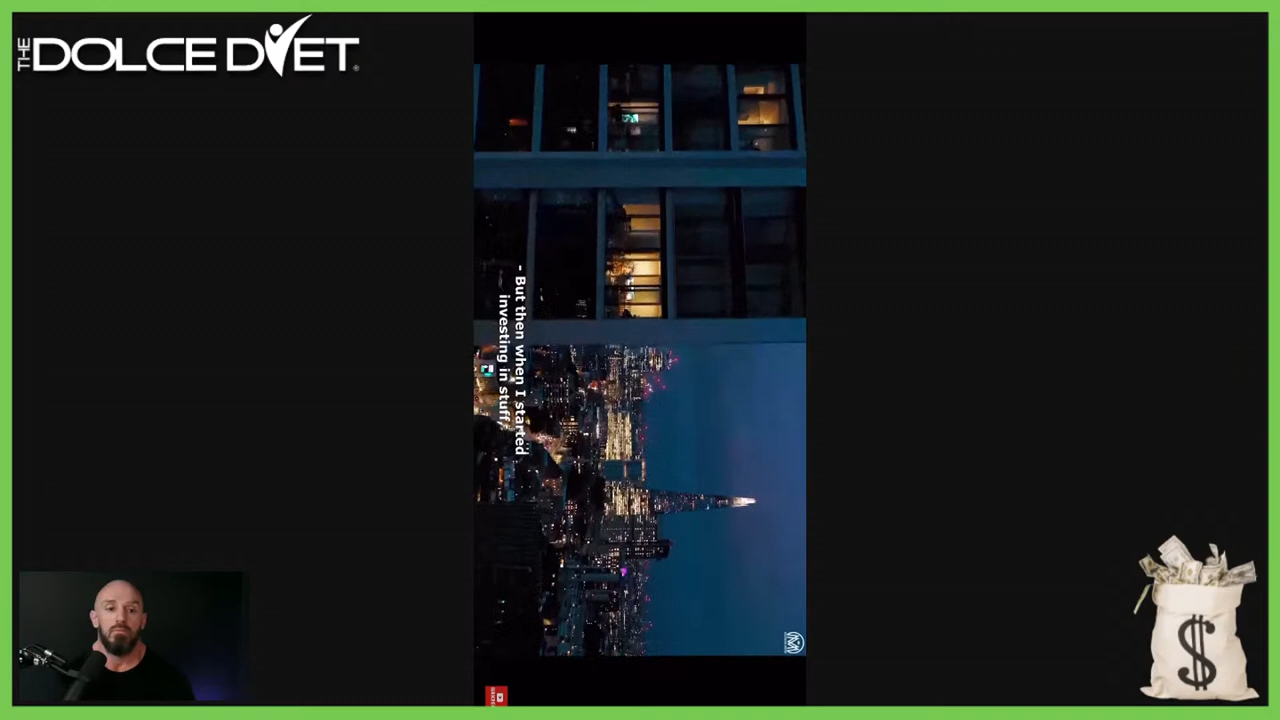 THE DOLCE DIET®
- But then when I started
investing in stuff,
$